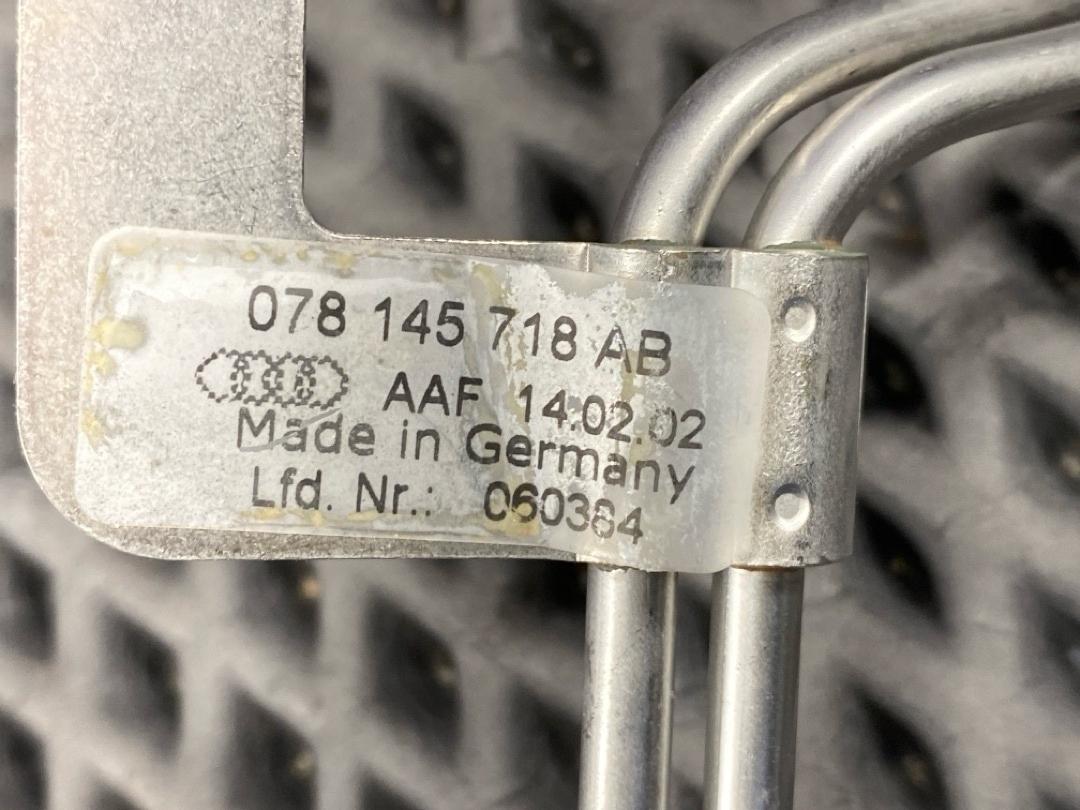 078 145 718 AB
AAF 14.02.02
Made in Germany
Lfd. Nr.: 060384